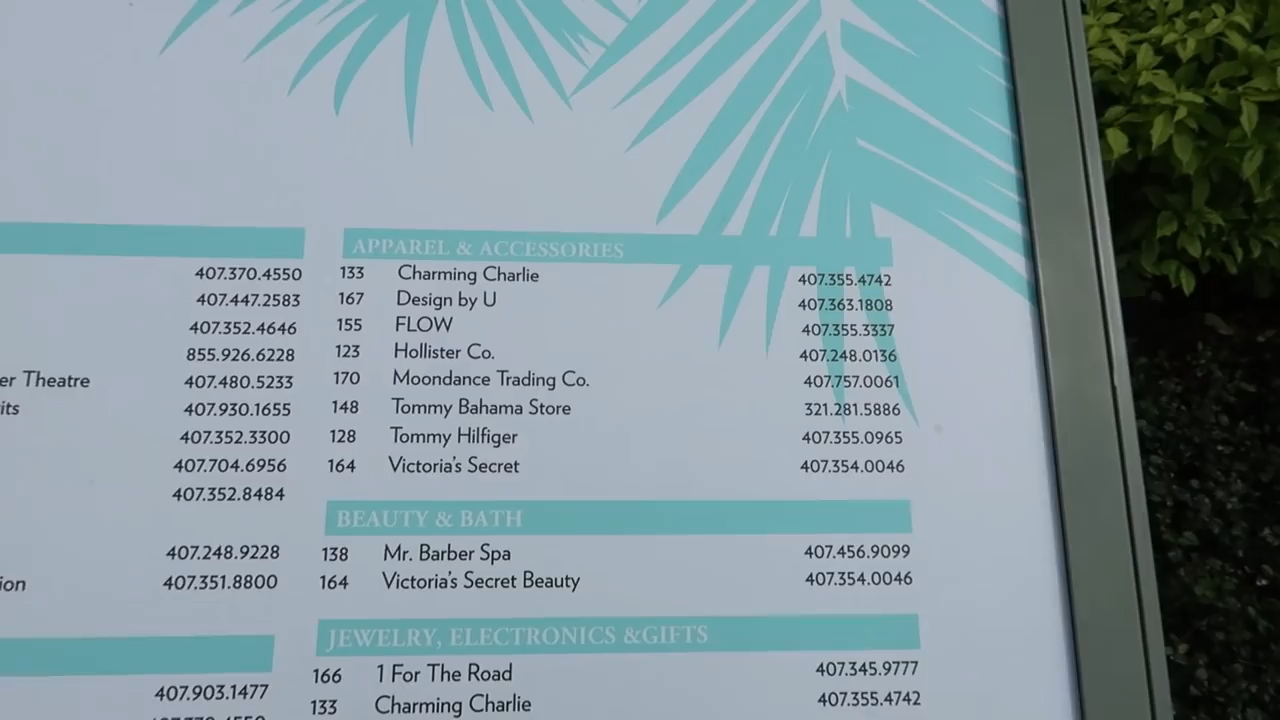 407.370.4550
407.447.2583
407.352.4646
855.926.6228
er Theatre 407.480.5233
its 407.930.1655
407.352.3300
407.704.6956
407.352.8484
407.248.9228
ion 407.351.8800
407.903.1477
APPAREL & ACCESSORIES
133 Charming Charlie 407.355.4742
167 Design by U 407.363.1808
155 FLOW 407.355.3337
123 Hollister Co. 407.248.0136
170 Moondance Trading Co. 407.757.0061
148 Tommy Bahama Store 321.281.5886
128 Tommy Hilfiger 407.355.0965
164 Victoria's Secret 407.354.0046
BEAUTY & BATH
138 Mr. Barber Spa 407.456.9099
164 Victoria's Secret Beauty 407.354.0046
JEWELRY, ELECTRONICS &GIFTS
166 1 For The Road 407.345.9777
133 Charming Charlie 407.355.4742